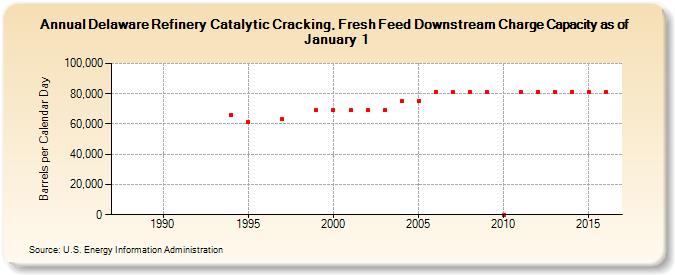 Annual Delaware Refinery Catalytic Cracking, Fresh Feed Downstream Charge Capacity as of
January 1
Barrels per Calendar Day
100,000
80,000
60,000
40,000
20,000
0
1990 1995 2000 2005 2010 2015
Source: U.S. Energy Information Administration